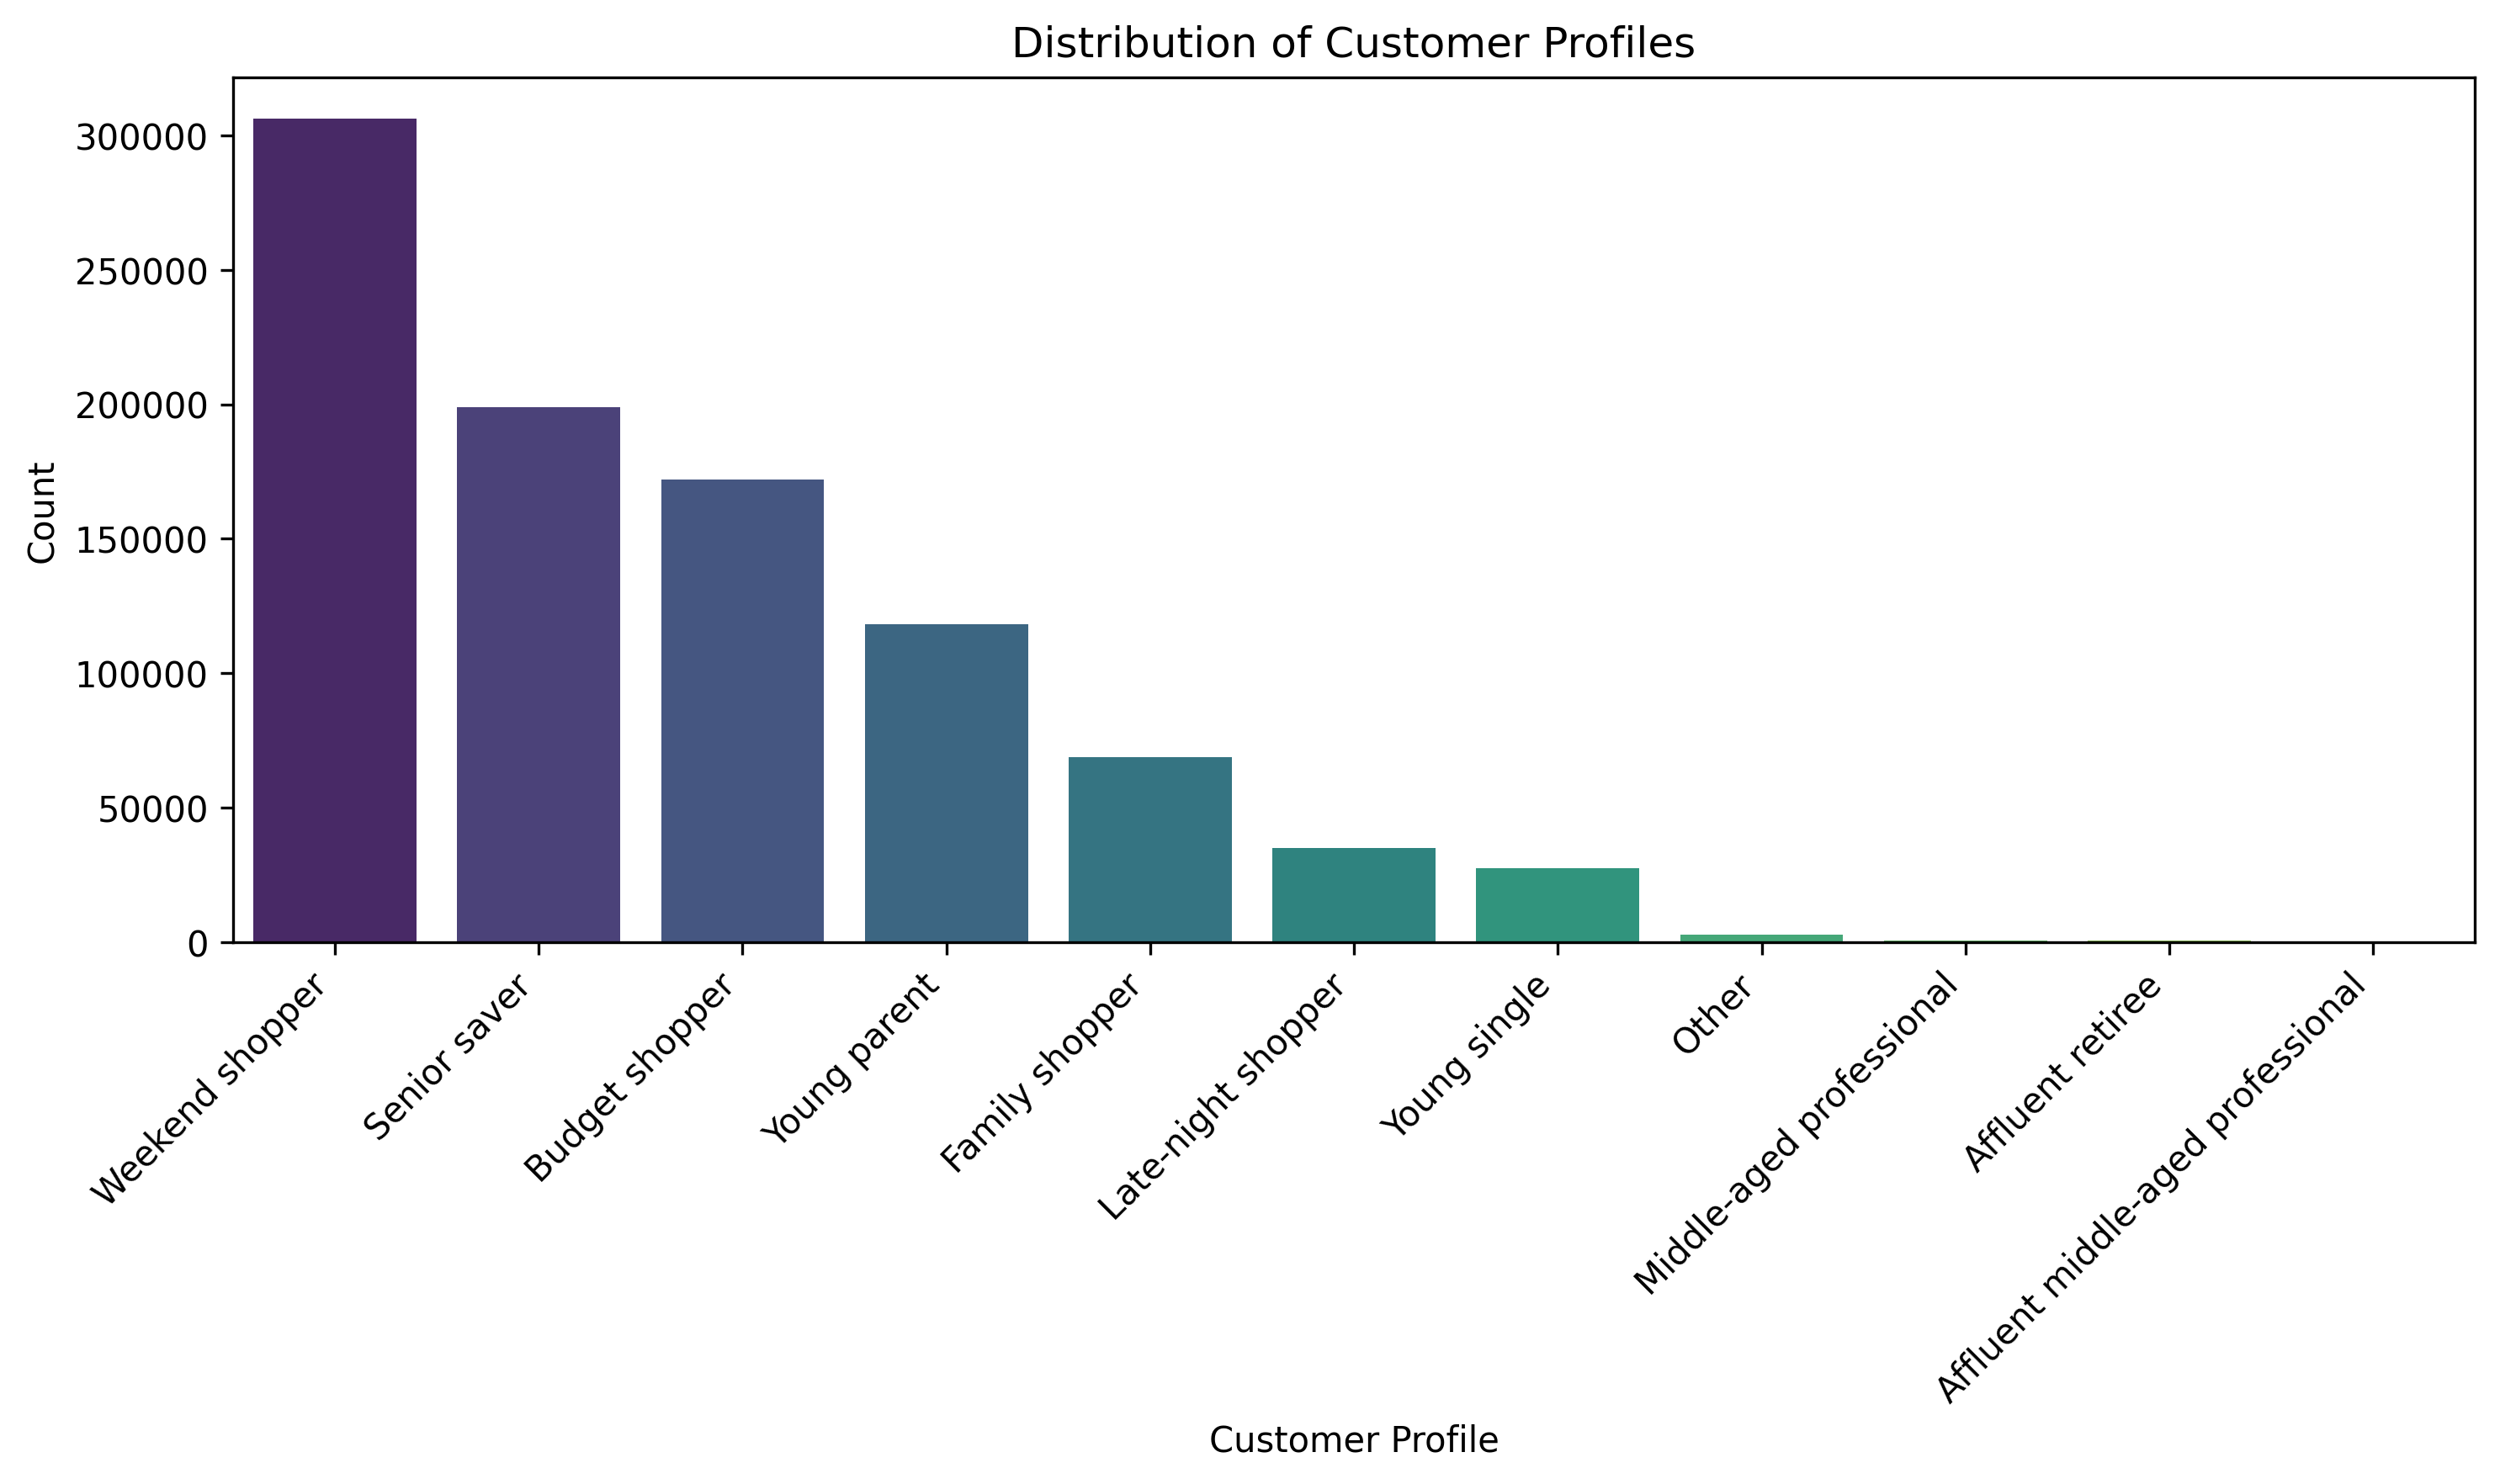 Distribution of Customer Profiles
300000
250000
200000
150000
100000
50000
0
Count
Weekend shopper
Senior saver
Budget shopper
Young parent
Family shopper
Late-night shopper
Young single
Other
Middle-aged professional
Affluent retiree
Affluent middle-aged professional
Customer Profile